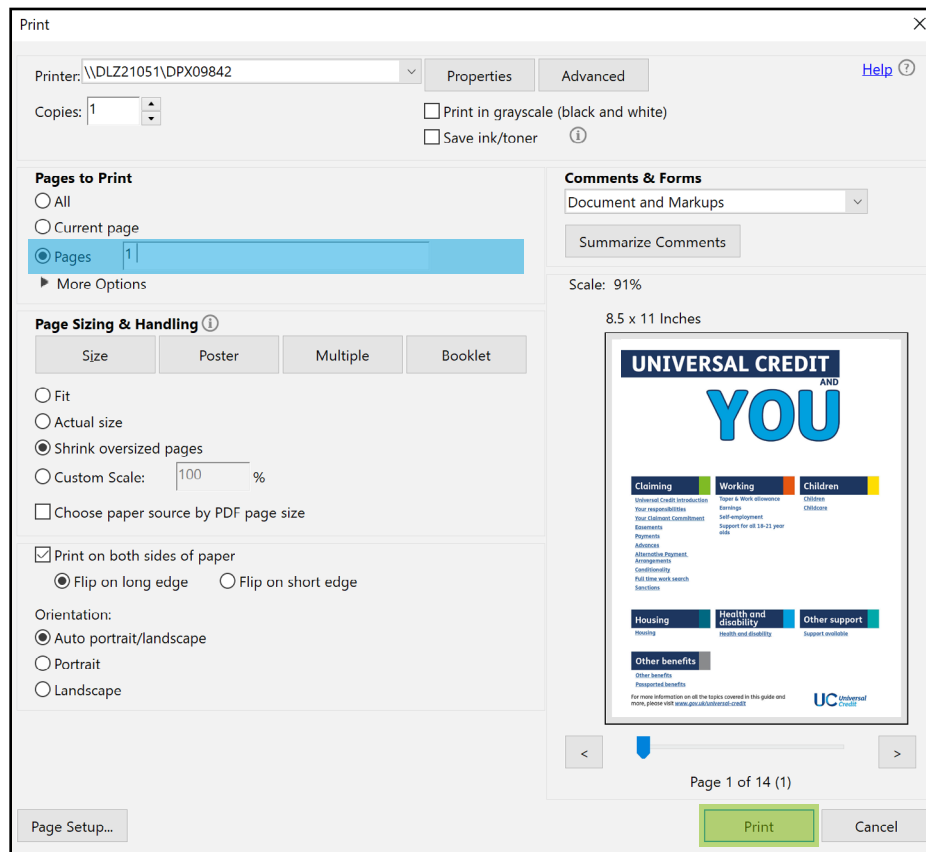 Print
Printer: \\DLZ21051\DPX09842
Properties
Advanced
Help
Copies: 1
Print in grayscale (black and white)
Save ink/toner
Pages to Print
All
Current page
Pages 1
More Options
Comments & Forms
Document and Markups
Summarize Comments
Page Sizing & Handling
Size
Poster
Multiple
Booklet
Fit
Actual size
Shrink oversized pages
Custom Scale: 100 %
Choose paper source by PDF page size
Print on both sides of paper
Flip on long edge
Flip on short edge
Orientation:
Auto portrait/landscape
Portrait
Landscape
Scale: 91%
8.5 x 11 Inches
UNIVERSAL CREDIT
AND
YOU
Claiming
Universal Credit introduction
Your responsibilities
Your Claimant Commitment
Easements
Payments
Advances
Alternative Payment
Arrangements
Conditionality
Full time work search
Sanctions
Working
Taper & Work allowance
Earnings
Self-employment
Support for all 18-21 year
olds
Children
Children
Childcare
Housing
Housing
Health and
disability
Health and disability
Other support
Support available
Other benefits
Other benefits
Passported benefits
For more information on all the topics covered in this guide and
more, please visit www.gov.uk/universal-credit
UC Universal
Credit
<
>
Page 1 of 14 (1)
Page Setup...
Print
Cancel